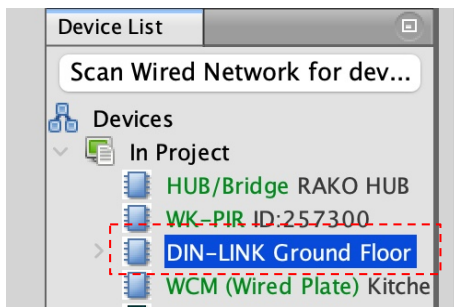 Device List
Scan Wired Network for dev...
Devices
In Project
HUB/Bridge RAKO HUB
WK-PIR ID:257300
DIN-LINK Ground Floor
WCM (Wired Plate) Kitche